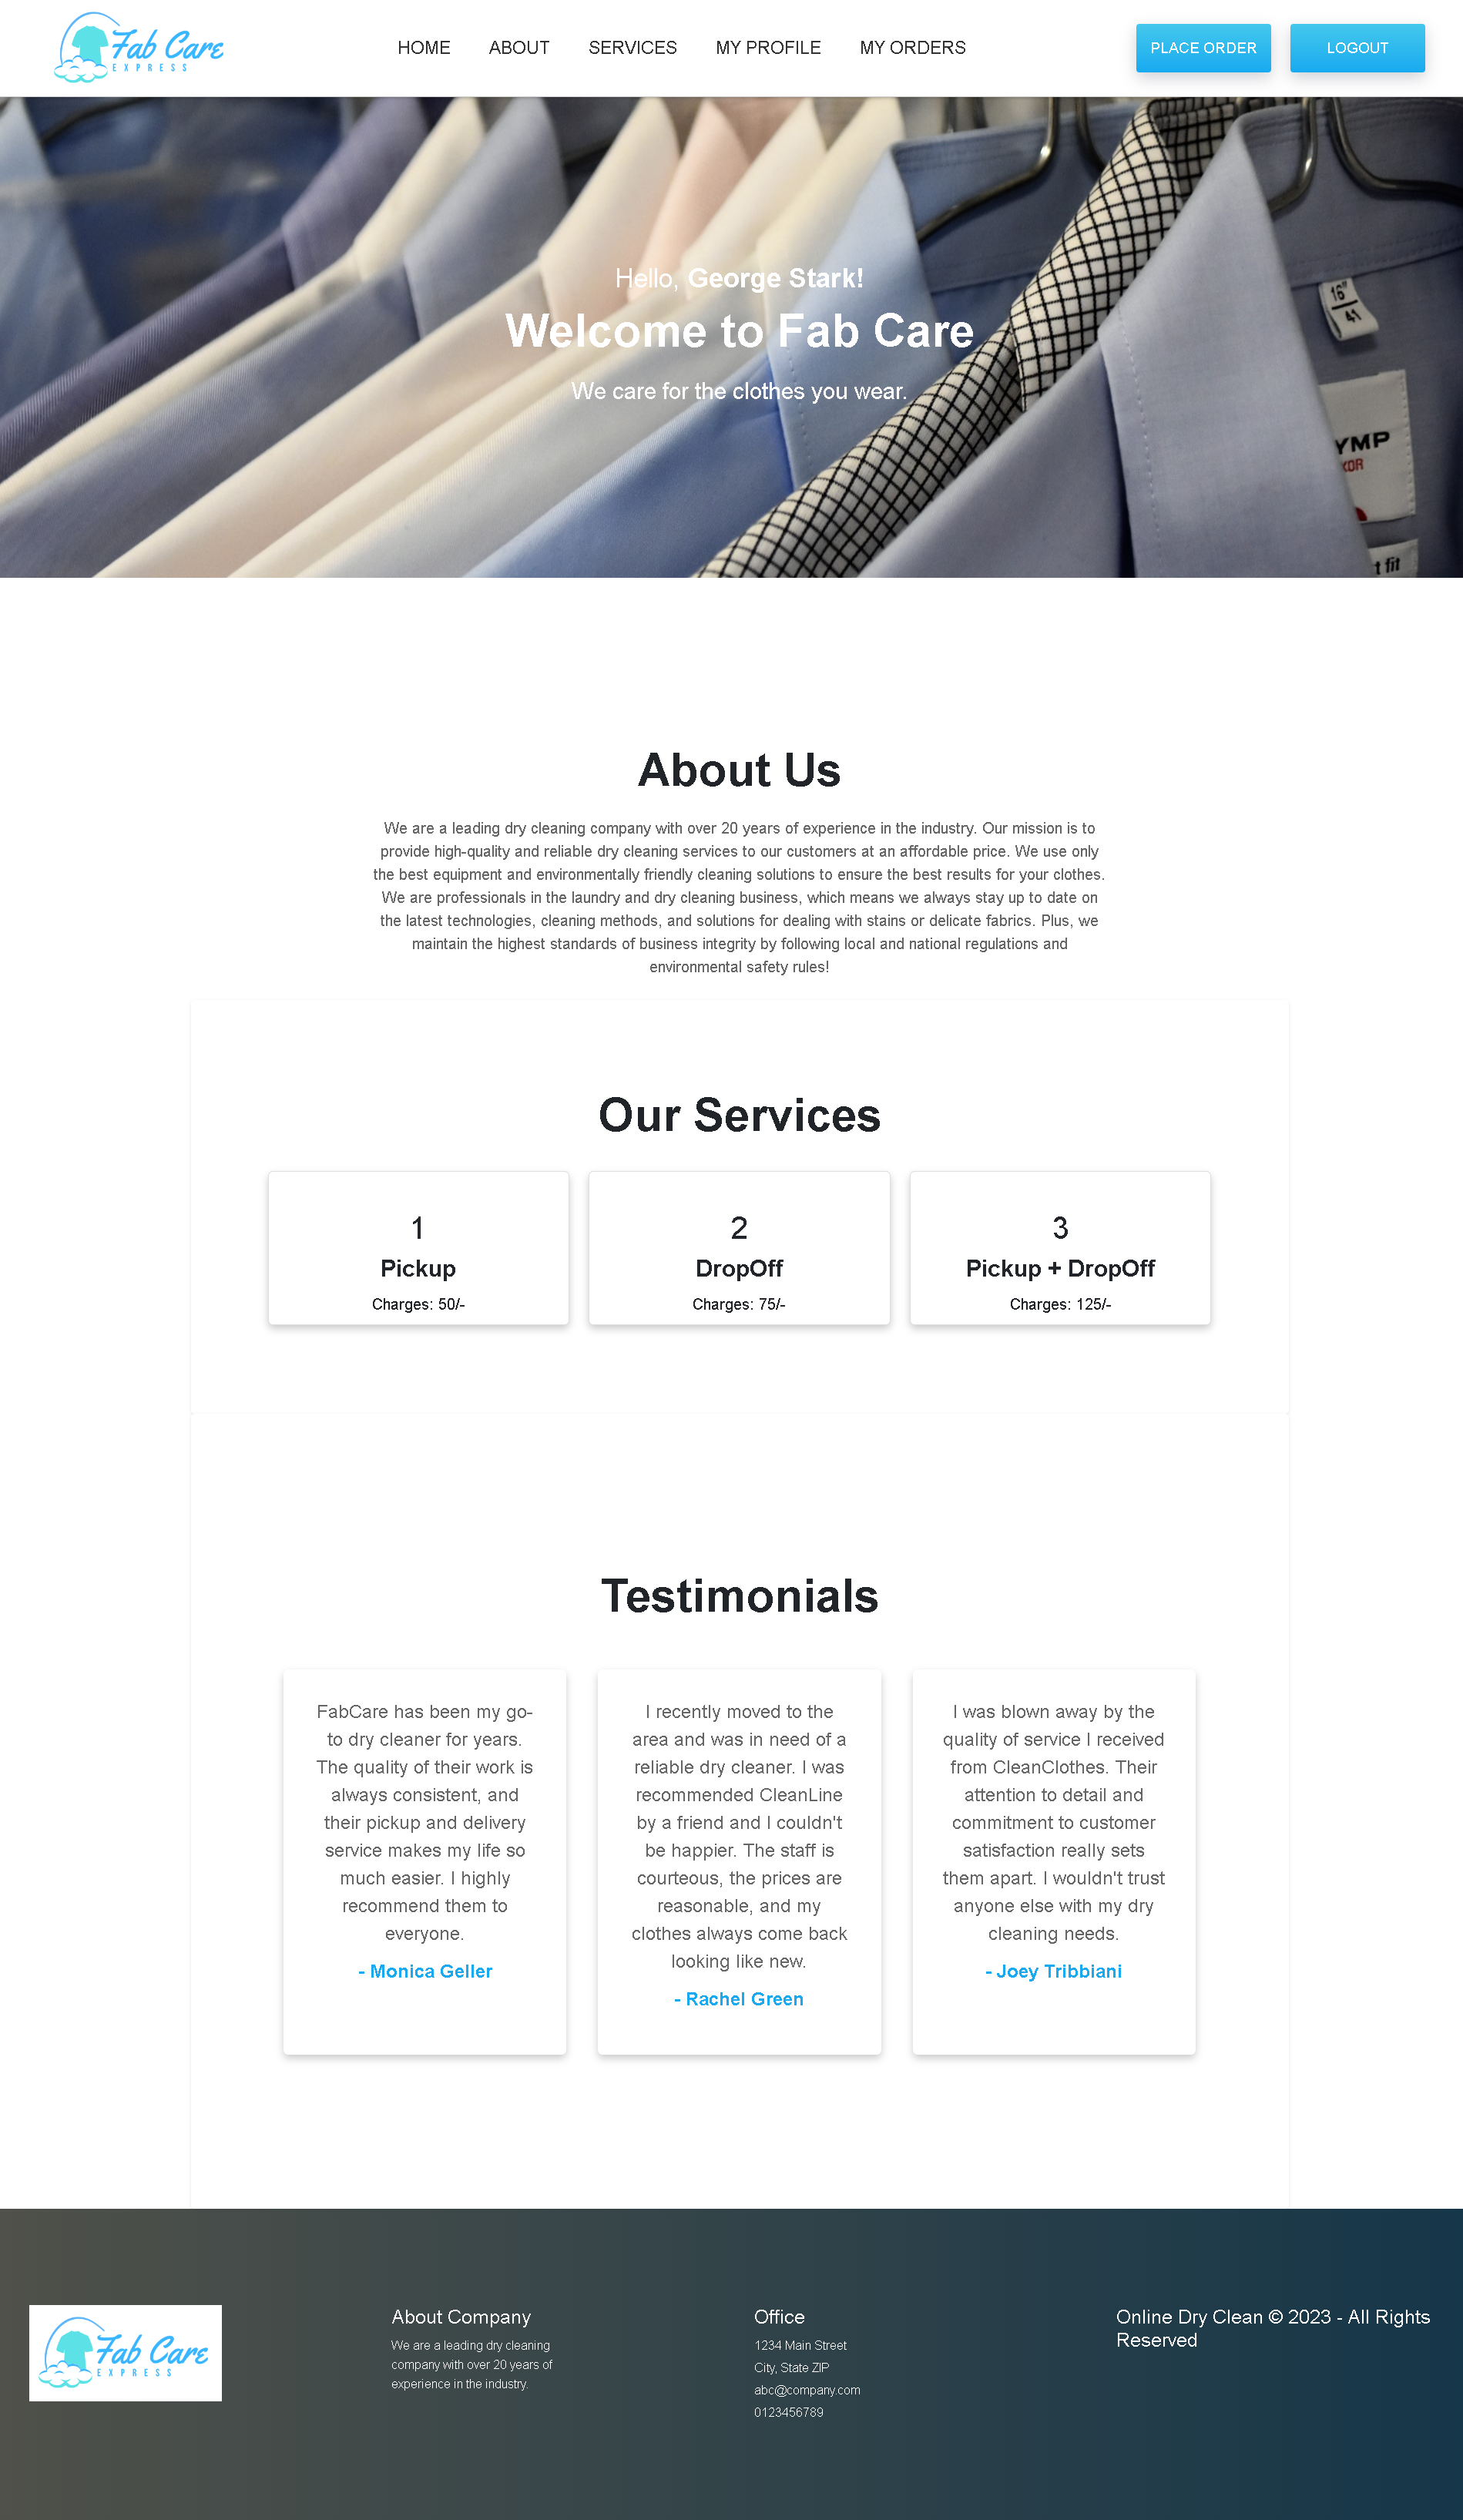 Fab Care
EXPRESS
HOME
ABOUT
SERVICES
MY PROFILE
MY ORDERS
PLACE ORDER
LOGOUT
Hello, George Stark!
Welcome to Fab Care
We care for the clothes you wear.
16"
41
YMP
XOR
t fit
About Us
We are a leading dry cleaning company with over 20 years of experience in the industry. Our mission is to
provide high-quality and reliable dry cleaning services to our customers at an affordable price. We use only
the best equipment and environmentally friendly cleaning solutions to ensure the best results for your clothes.
We are professionals in the laundry and dry cleaning business, which means we always stay up to date on
the latest technologies, cleaning methods, and solutions for dealing with stains or delicate fabrics. Plus, we
maintain the highest standards of business integrity by following local and national regulations and
environmental safety rules!
Our Services
1
Pickup
Charges: 50/-
2
DropOff
Charges: 75/-
3
Pickup + DropOff
Charges: 125/-
Testimonials
FabCare has been my go-
to dry cleaner for years.
The quality of their work is
always consistent, and
their pickup and delivery
service makes my life so
much easier. I highly
recommend them to
everyone.
- Monica Geller
I recently moved to the
area and was in need of a
reliable dry cleaner. I was
recommended CleanLine
by a friend and I couldn't
be happier. The staff is
courteous, the prices are
reasonable, and my
clothes always come back
looking like new.
- Rachel Green
I was blown away by the
quality of service I received
from CleanClothes. Their
attention to detail and
commitment to customer
satisfaction really sets
them apart. I wouldn't trust
anyone else with my dry
cleaning needs.
- Joey Tribbiani
Fab Care
EXPRESS
About Company
We are a leading dry cleaning
company with over 20 years of
experience in the industry.
Office
1234 Main Street
City, State ZIP
abc@company.com
0123456789
Online Dry Clean © 2023 - All Rights
Reserved